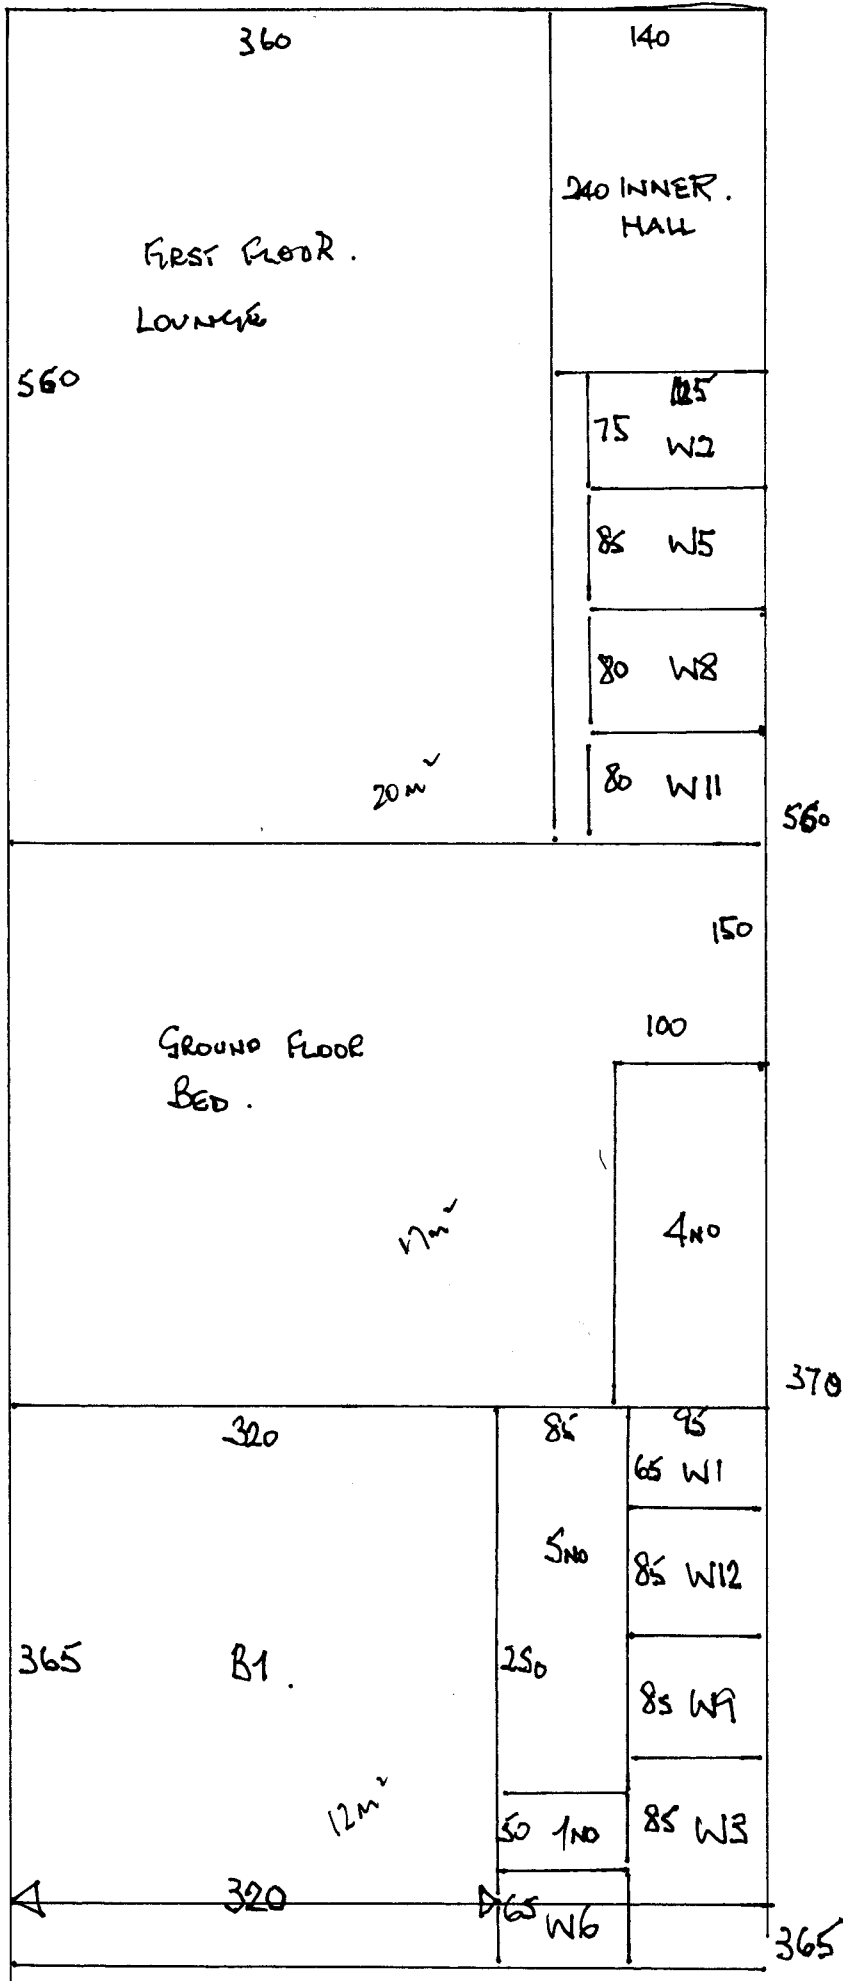 360
140
240 INNER.
HALL
FIRST FLOOR.
LOUNGE
560
75 W2
85 W5
80 W8
80 W11
20m²
560
150
100
GROUND FLOOR
BED.
17m²
4NO
370
320
85
95
65 W1
5NO
85 W12
365
B1.
250
85 W9
12m²
50 1NO
85 W3
320
65 W6
365